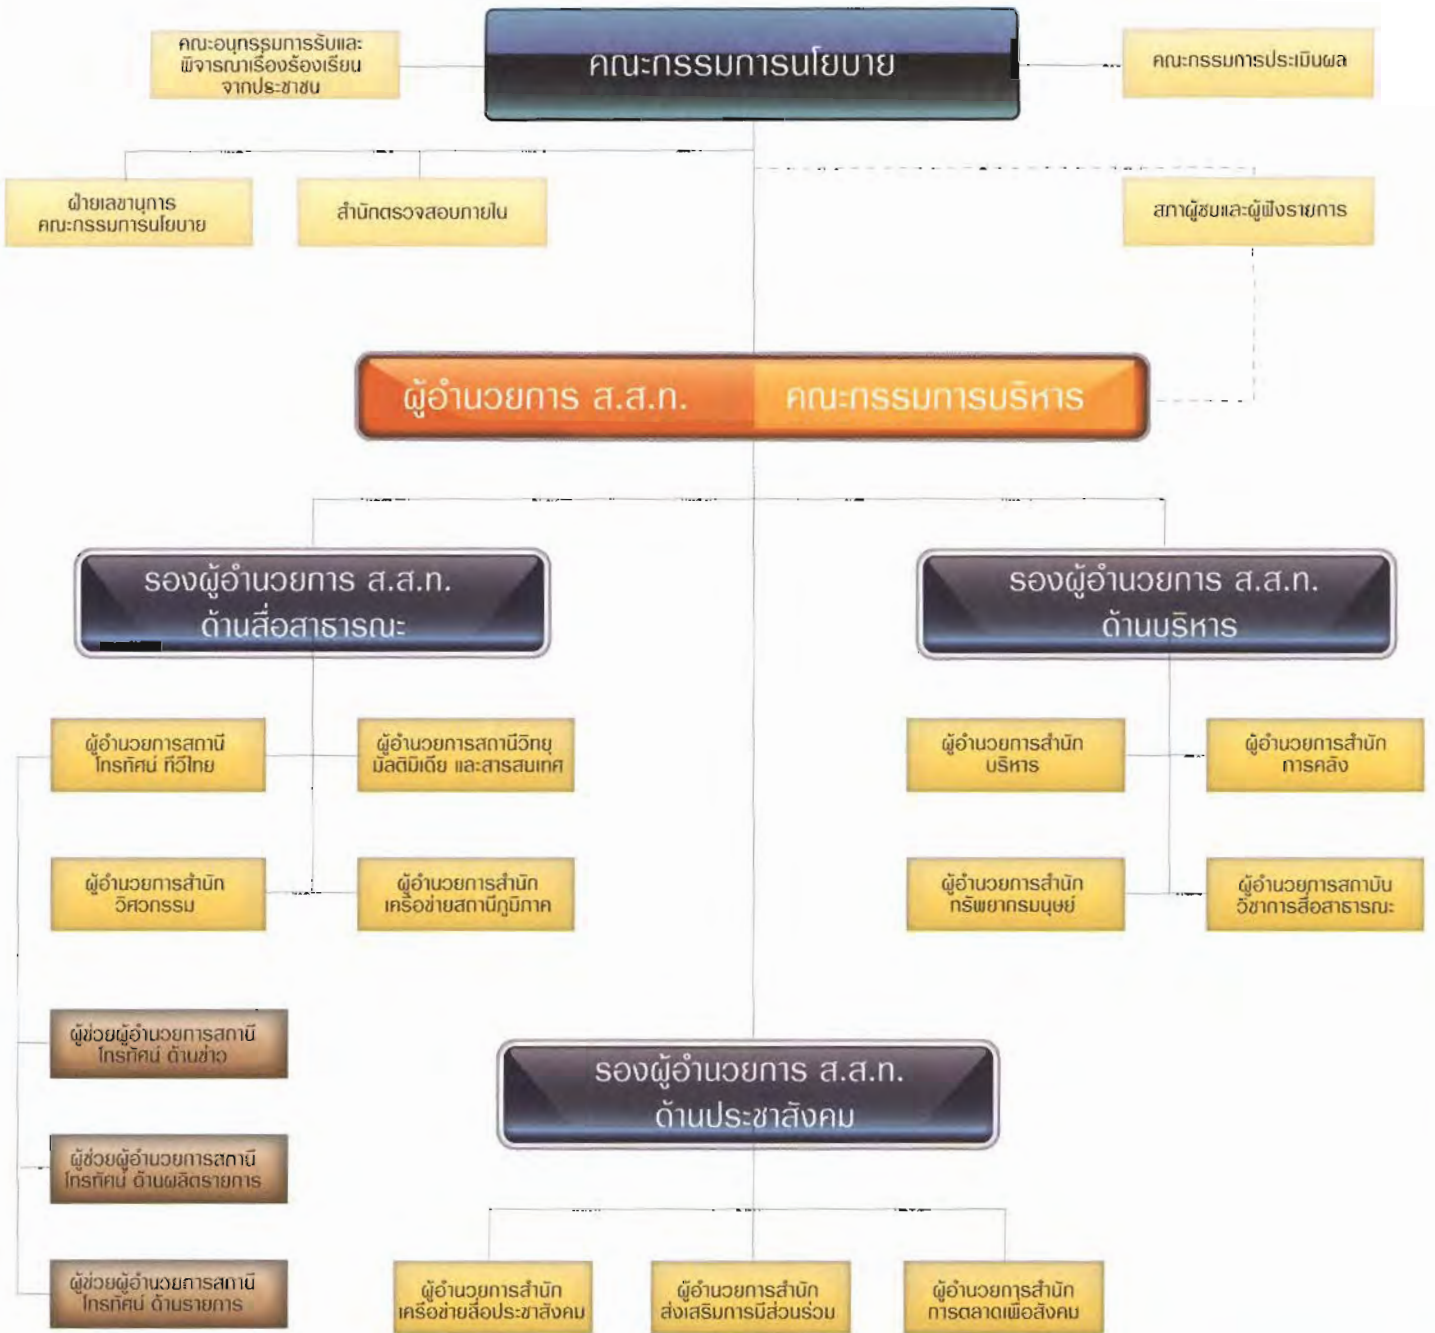 คณะอนุกรรมการรับและ
พิจารณาเรื่องร้องเรียน
จากประชาชน
คณะกรรมการนโยบาย
คณะกรรมการประเมินผล
ฝ่ายเลขานุการ
คณะกรรมการนโยบาย
สำนักตรวจสอบภายใน
สภาผู้ชมและผู้ฟังรายการ
ผู้อำนวยการ ส.ส.ท.
คณะกรรมการบริหาร
รองผู้อำนวยการ ส.ส.ท.
ด้านสื่อสาธารณะ
รองผู้อำนวยการ ส.ส.ท.
ด้านบริหาร
ผู้อำนวยการสถานี
โทรทัศน์ ทีวีไทย
ผู้อำนวยการสถานีวิทยุ
มัลติมีเดีย และสารสนเทศ
ผู้อำนวยการสำนัก
บริหาร
ผู้อำนวยการสำนัก
การคลัง
ผู้อำนวยการสำนัก
วิศวกรรม
ผู้อำนวยการสำนัก
เครือข่ายสถานีภูมิภาค
ผู้อำนวยการสำนัก
ทรัพยากรมนุษย์
ผู้อำนวยการสถาบัน
วิชาการสื่อสาธารณะ
ผู้ช่วยผู้อำนวยการสถานี
โทรทัศน์ ด้านข่าว
รองผู้อำนวยการ ส.ส.ท.
ด้านประชาสังคม
ผู้ช่วยผู้อำนวยการสถานี
โทรทัศน์ ด้านผลิตรายการ
ผู้ช่วยผู้อำนวยการสถานี
โทรทัศน์ ด้านรายการ
ผู้อำนวยการสำนัก
เครือข่ายสื่อประชาสังคม
ผู้อำนวยการสำนัก
ส่งเสริมการมีส่วนร่วม
ผู้อำนวยการสำนัก
การตลาดเพื่อสังคม